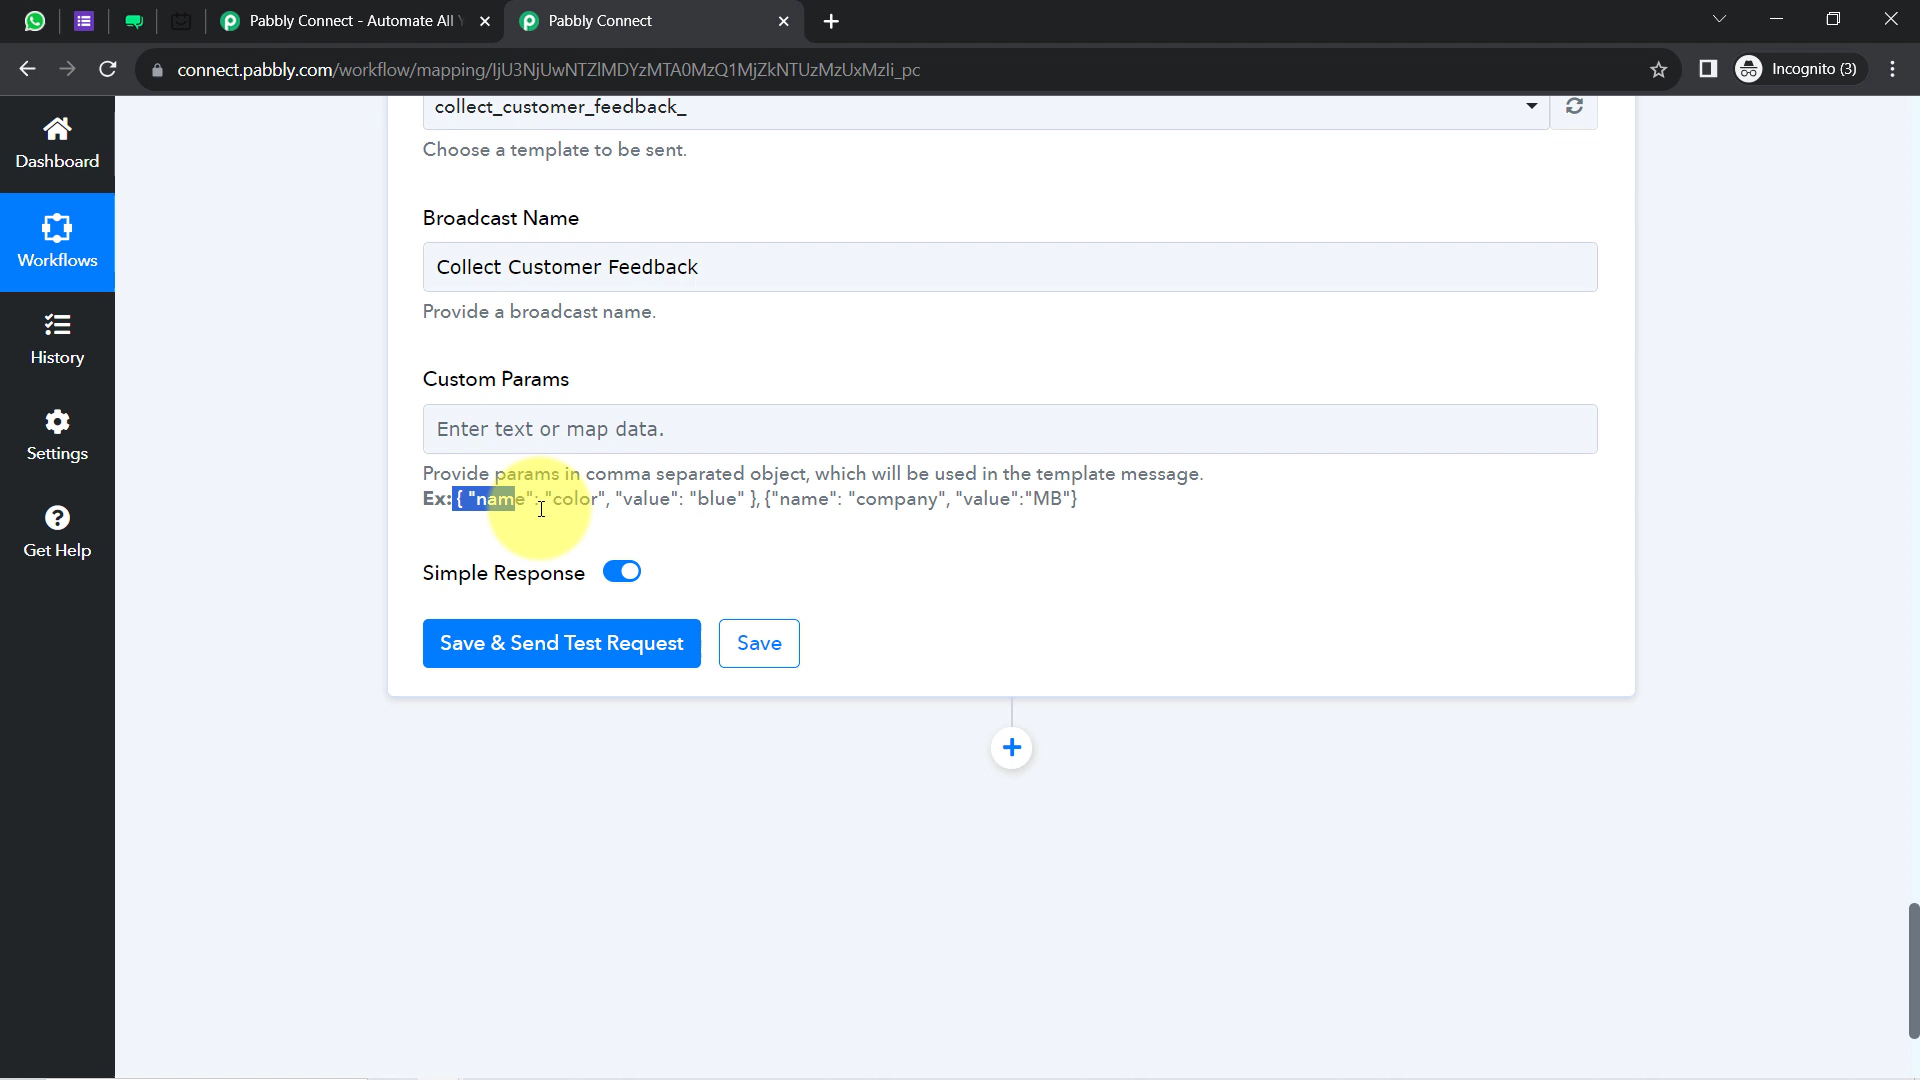 Pabbly Connect - Automate All Y
Pabbly Connect
connect.pabbly.com/workflow/mapping/IjU3NjUwNTZlMDYzMTA0MzQ1MjZkNTUzMzUxMzIi_pc
Incognito (3)
Dashboard
Workflows
History
Settings
Get Help
collect_customer_feedback_
Choose a template to be sent.
Broadcast Name
Collect Customer Feedback
Provide a broadcast name.
Custom Params
Enter text or map data.
Provide params in comma separated object, which will be used in the template message.
Ex: { "name": "color", "value": "blue" }, {"name": "company", "value":"MB"}
Simple Response
Save & Send Test Request
Save